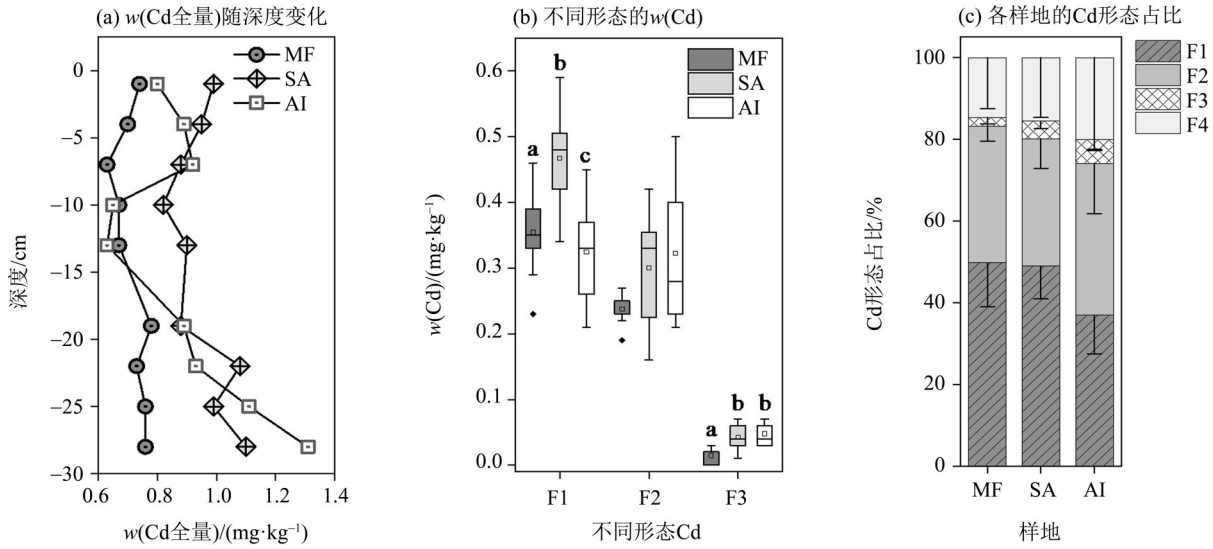 (a) w(Cd全量)随深度变化
MF
SA
AI
0
−5
−10
−15
−20
−25
−30
深度/cm
0.6 0.8 1.0 1.2 1.4
w(Cd全量)/(mg·kg⁻¹)
(b) 不同形态的w(Cd)
MF
SA
AI
a b c
a b b
0.6
0.5
0.4
0.3
0.2
0.1
0.0
w(Cd)/(mg·kg⁻¹)
F1 F2 F3
不同形态Cd
(c) 各样地的Cd形态占比
F1
F2
F3
F4
100
80
60
40
20
0
Cd形态占比/%
MF SA AI
样地